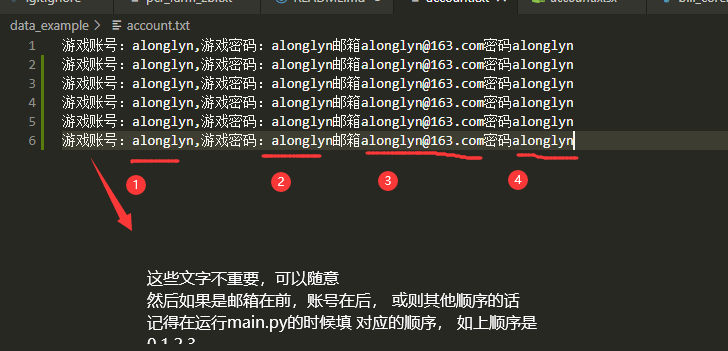 data_example > account.txt
1 游戏账号：alonglyn,游戏密码：alonglyn邮箱alonglyn@163.com密码alonglyn
2 游戏账号：alonglyn,游戏密码：alonglyn邮箱alonglyn@163.com密码alonglyn
3 游戏账号：alonglyn,游戏密码：alonglyn邮箱alonglyn@163.com密码alonglyn
4 游戏账号：alonglyn,游戏密码：alonglyn邮箱alonglyn@163.com密码alonglyn
5 游戏账号：alonglyn,游戏密码：alonglyn邮箱alonglyn@163.com密码alonglyn
6 游戏账号：alonglyn,游戏密码：alonglyn邮箱alonglyn@163.com密码alonglyn
1 2 3 4
这些文字不重要，可以随意
然后如果是邮箱在前，账号在后， 或则其他顺序的话
记得在运行main.py的时候填 对应的顺序， 如上顺序是
0 1 2 3